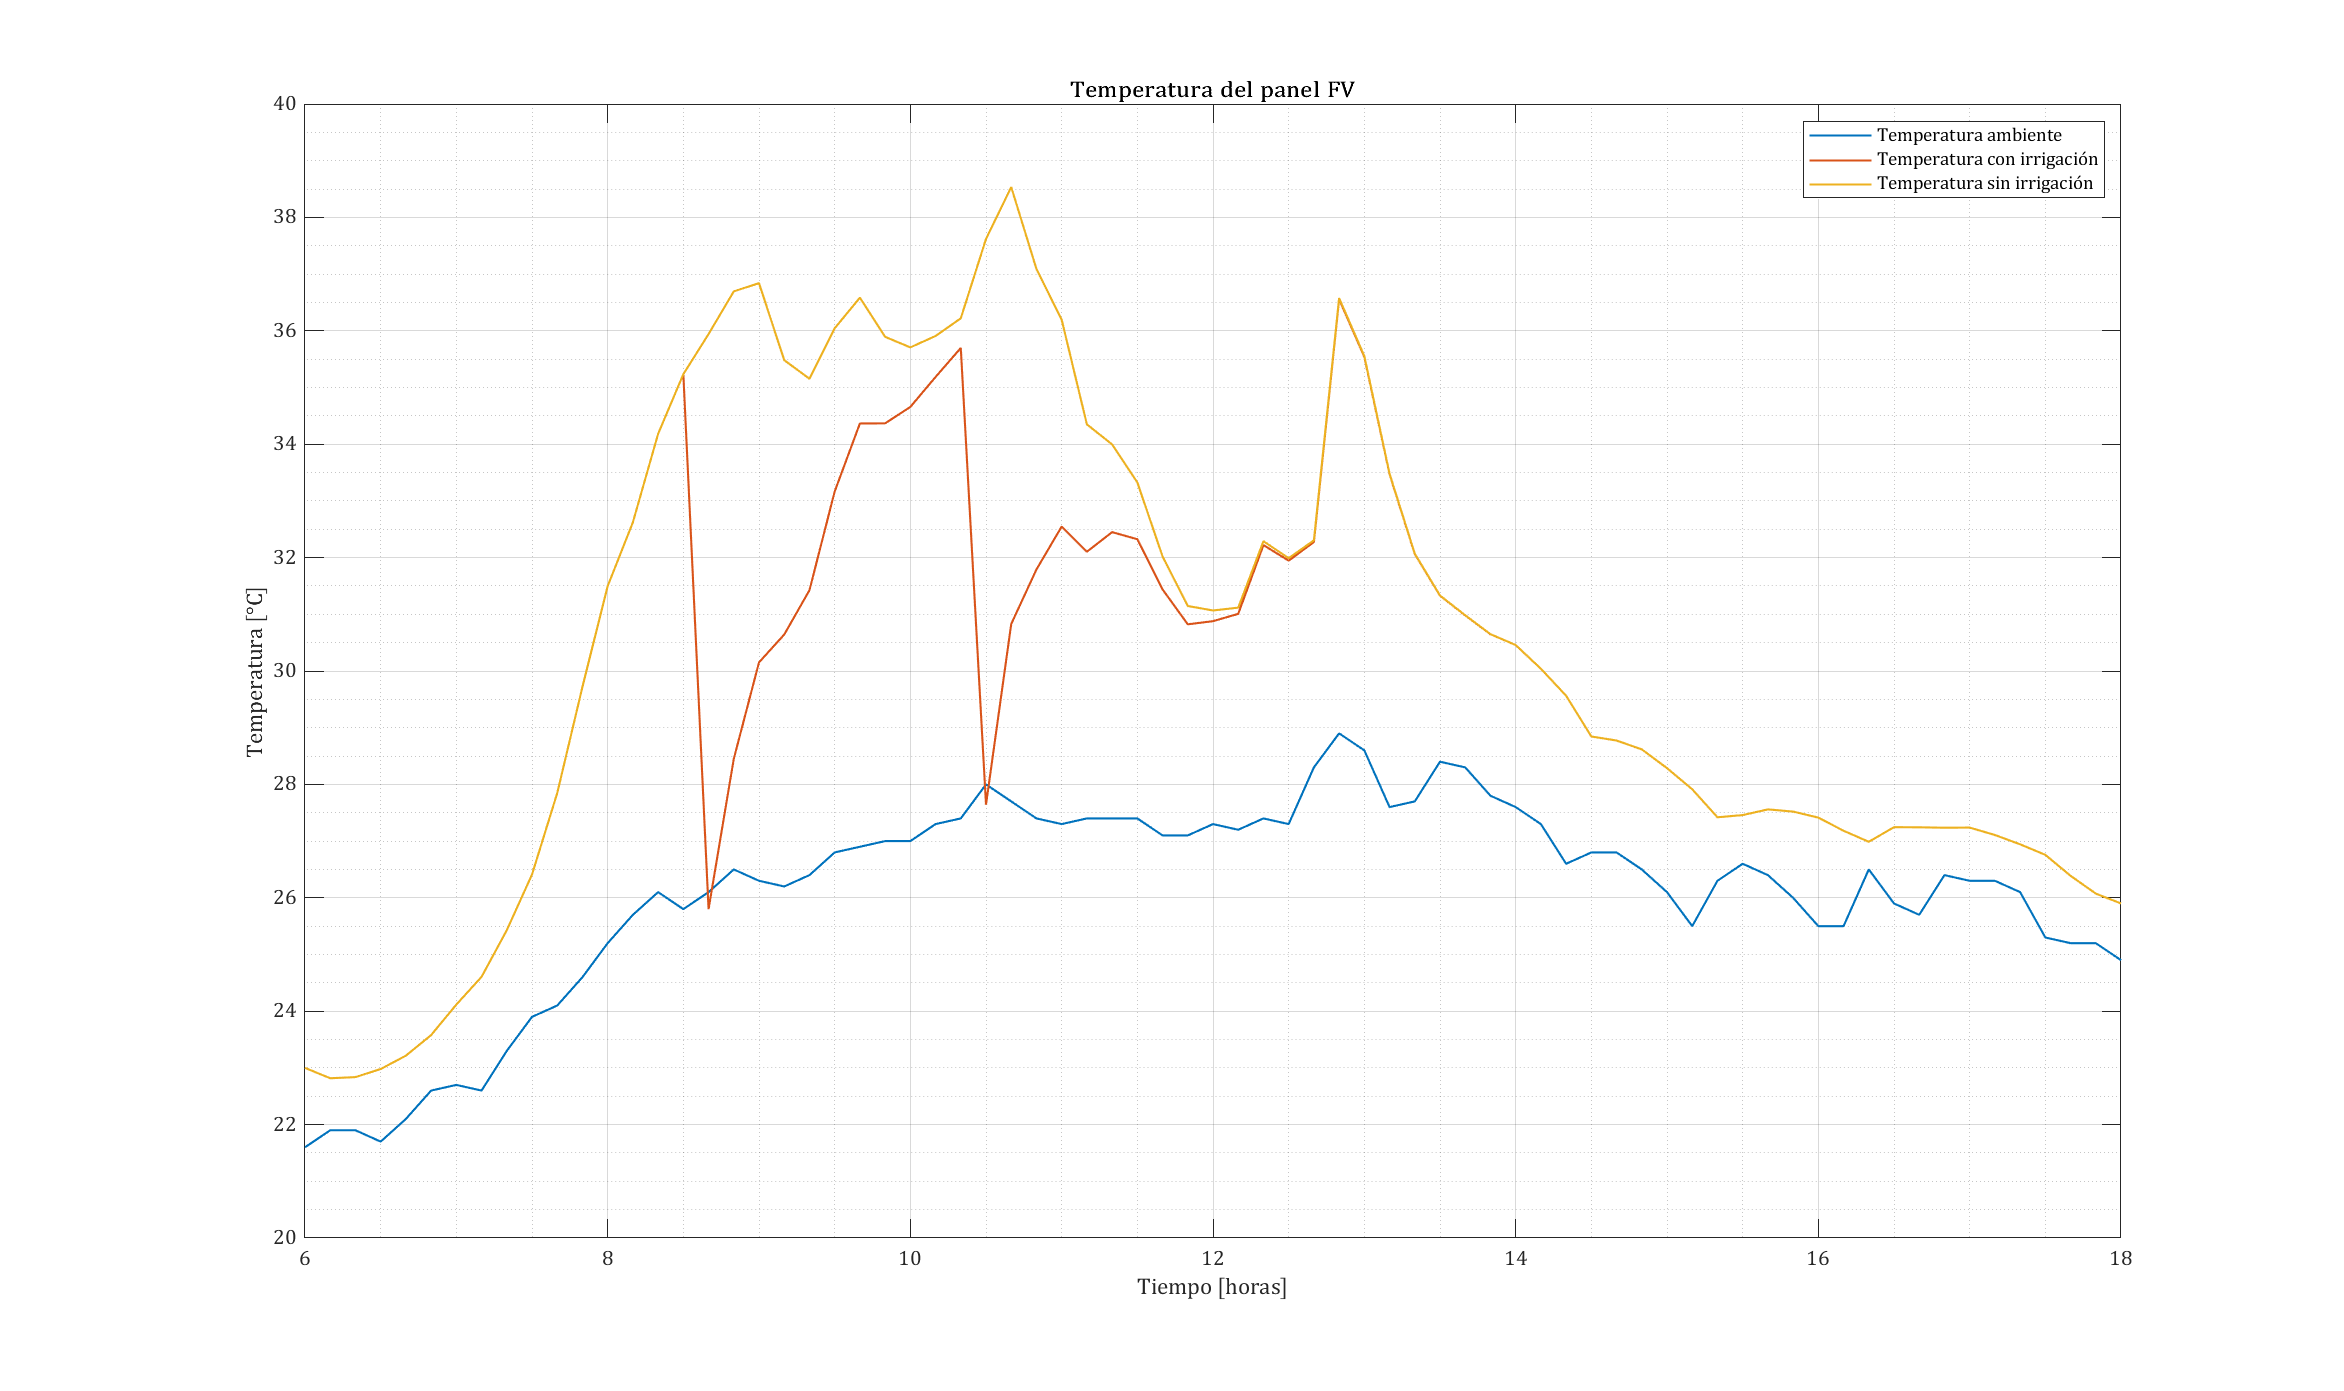 Temperatura del panel FV
40
38
36
34
32
30
28
26
24
22
20
Temperatura [°C]
Temperatura ambiente
Temperatura con irrigación
Temperatura sin irrigación
6 8 10 12 14 16 18
Tiempo [horas]